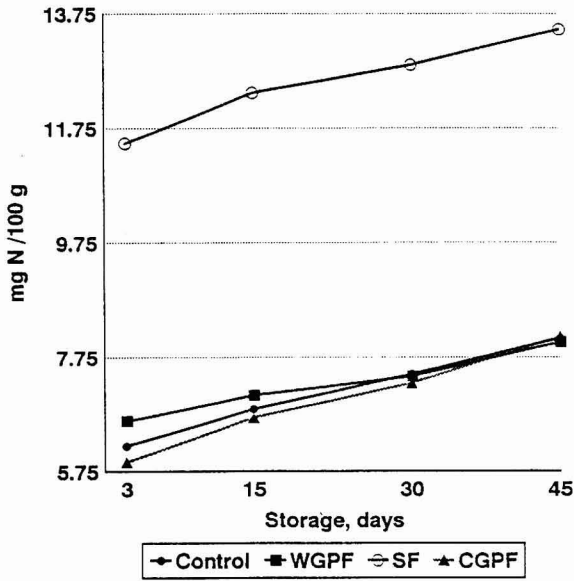 13.75
11.75
9.75
7.75
5.75
mg N /100 g
3 15 30 45
Storage, days
Control WGPF SF CGPF